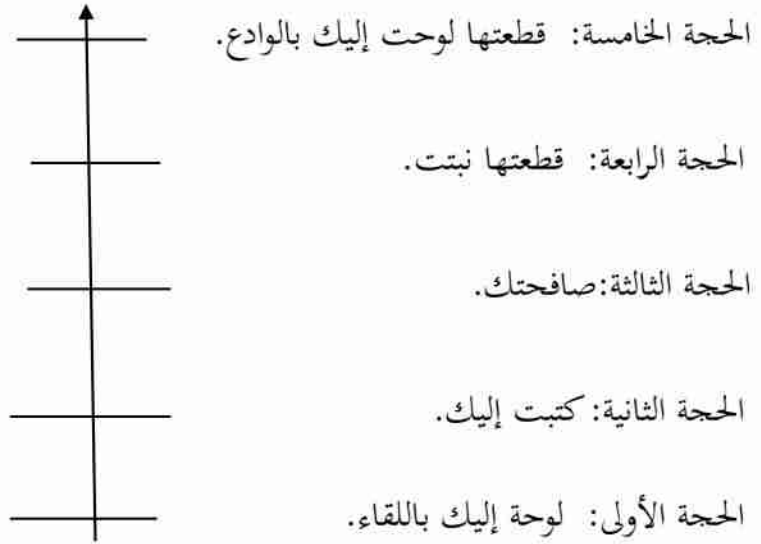 الحجة الخامسة: قطعتها لوحت إليك بالوادع.
الحجة الرابعة: قطعتها نبتت.
الحجة الثالثة:صافحتك.
الحجة الثانية: كتبت إليك.
الحجة الأولى: لوحة إليك باللقاء.